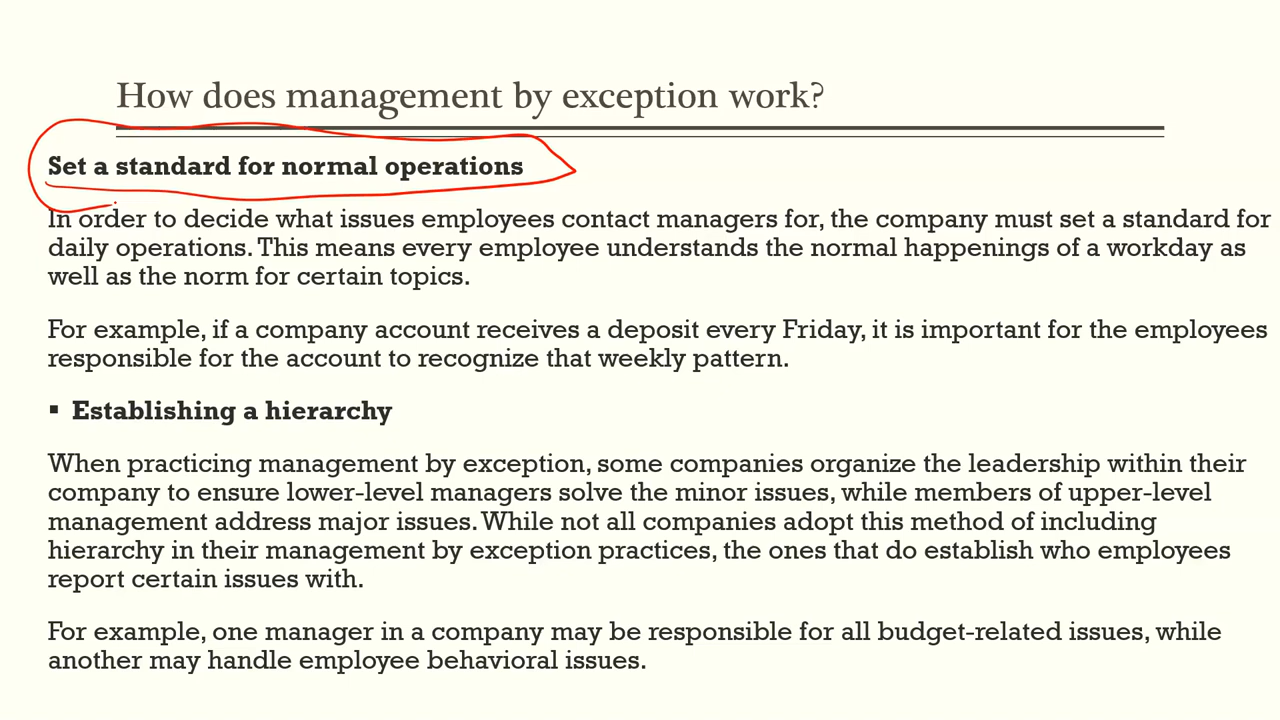 How does management by exception work?
Set a standard for normal operations
In order to decide what issues employees contact managers for, the company must set a standard for
daily operations. This means every employee understands the normal happenings of a workday as
well as the norm for certain topics.
For example, if a company account receives a deposit every Friday, it is important for the employees
responsible for the account to recognize that weekly pattern.
▪ Establishing a hierarchy
When practicing management by exception, some companies organize the leadership within their
company to ensure lower-level managers solve the minor issues, while members of upper-level
management address major issues. While not all companies adopt this method of including
hierarchy in their management by exception practices, the ones that do establish who employees
report certain issues with.
For example, one manager in a company may be responsible for all budget-related issues, while
another may handle employee behavioral issues.